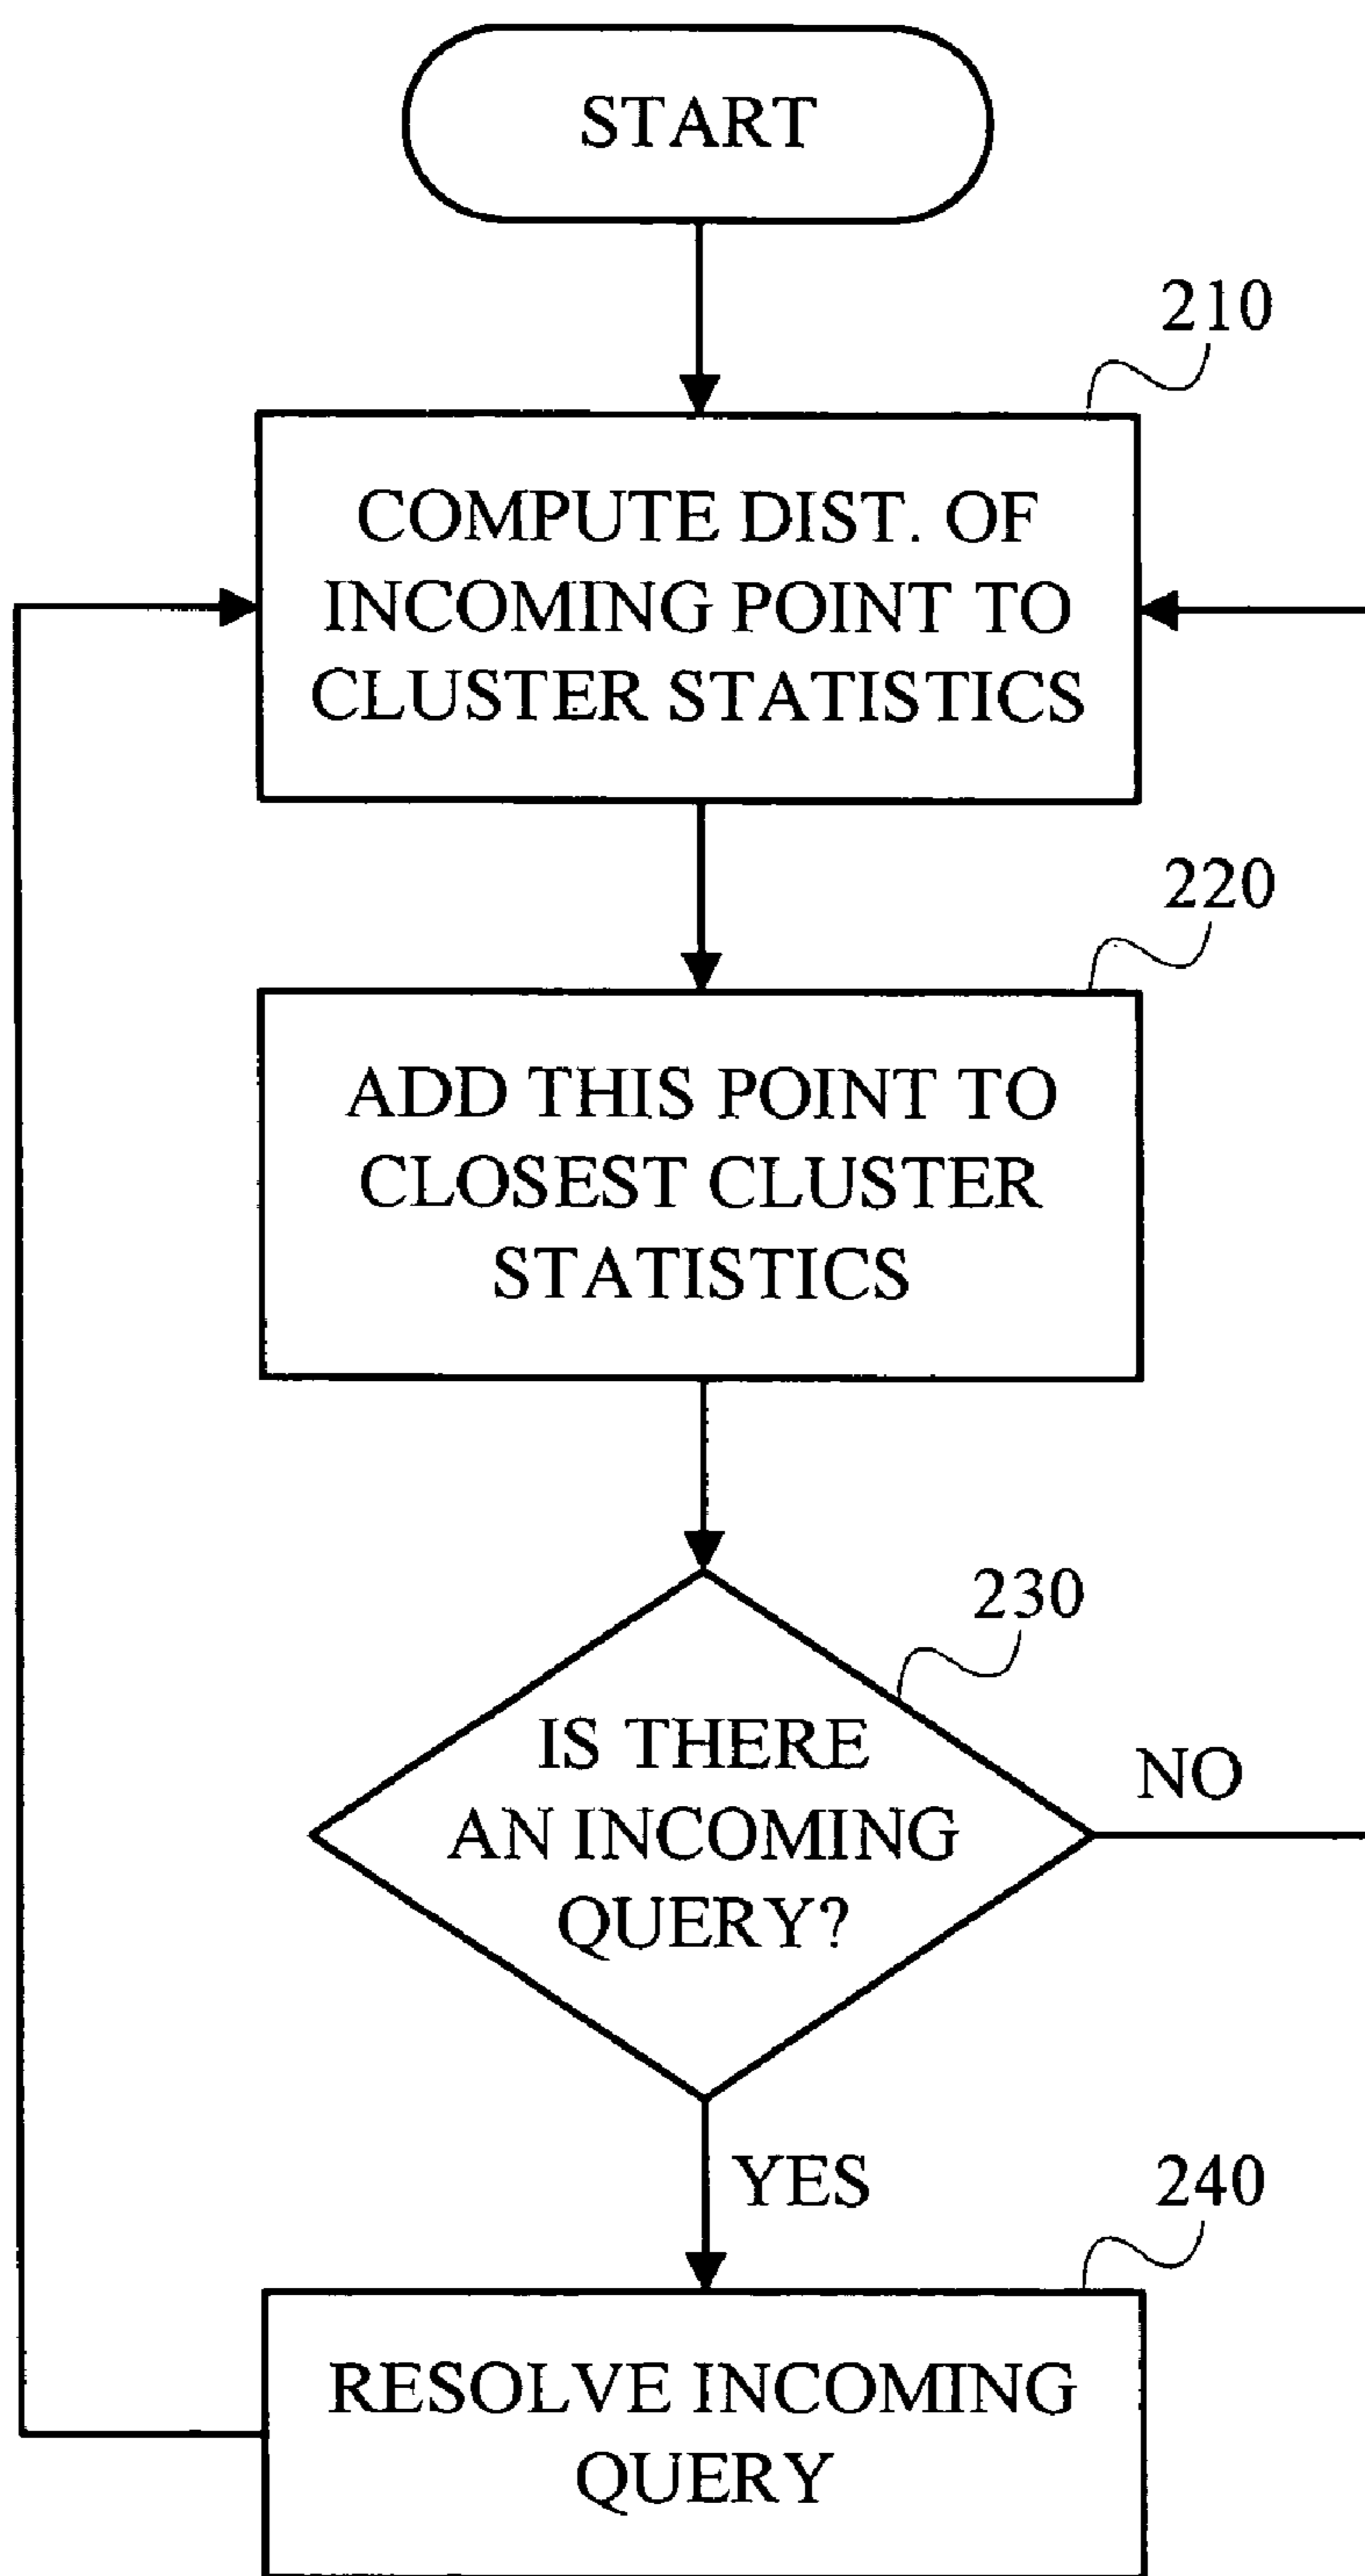 START
210
COMPUTE DIST. OF
INCOMING POINT TO
CLUSTER STATISTICS
220
ADD THIS POINT TO
CLOSEST CLUSTER
STATISTICS
230
IS THERE
AN INCOMING
QUERY?
NO
YES
240
RESOLVE INCOMING
QUERY